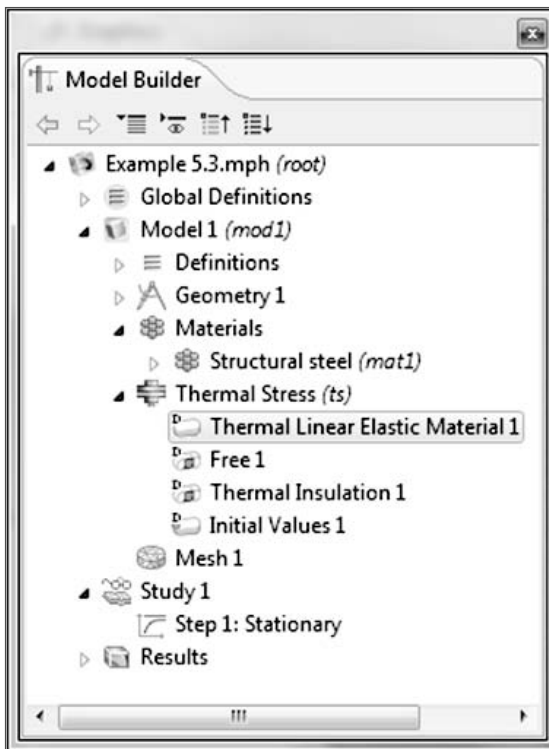 Model Builder
Example 5.3.mph (root)
Global Definitions
Model 1 (mod1)
Definitions
Geometry 1
Materials
Structural steel (mat1)
Thermal Stress (ts)
Thermal Linear Elastic Material 1
Free 1
Thermal Insulation 1
Initial Values 1
Mesh 1
Study 1
Step 1: Stationary
Results